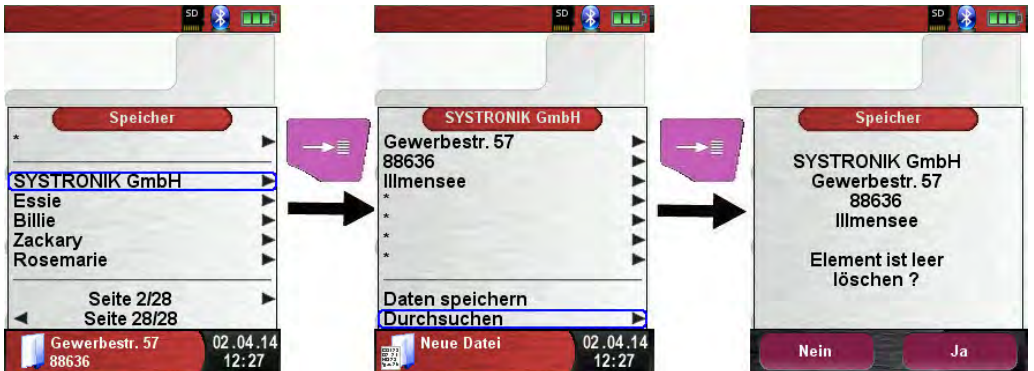 SD
Speicher
*
SYSTRONIK GmbH
Essie
Billie
Zackary
Rosemarie
Seite 2/28
Seite 28/28
Gewerbestr. 57
88636
02.04.14
12:27
SD
SYSTRONIK GmbH
Gewerbestr. 57
88636
Illmensee
*
*
*
*
Daten speichern
Durchsuchen
Neue Datei
02.04.14
12:27
SD
Speicher
SYSTRONIK GmbH
Gewerbestr. 57
88636
Illmensee
Element ist leer
löschen ?
Nein
Ja